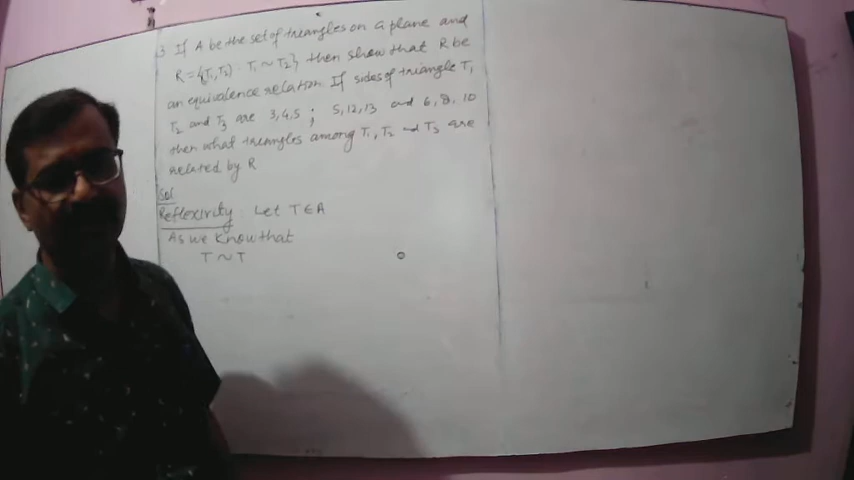 3 If A be the set of triangles on a plane and
R = {(T1,T2) : T1 ~ T2} then show that R be
an equivalence relation If sides of triangle T1
T2 and T3 are 3,4,5 ; 5,12,13 and 6,8,10
then what triangles among T1, T2 and T3 are
related by R
Sol
Reflexivity Let T∈A
As we know that
T ~ T